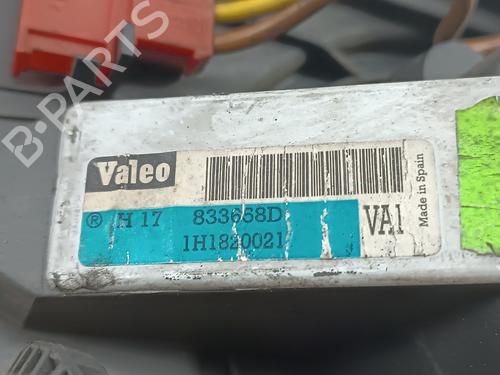 B-PARTS
Valeo
® H 17 833658D
1H1820021
VA1
Made in Spain